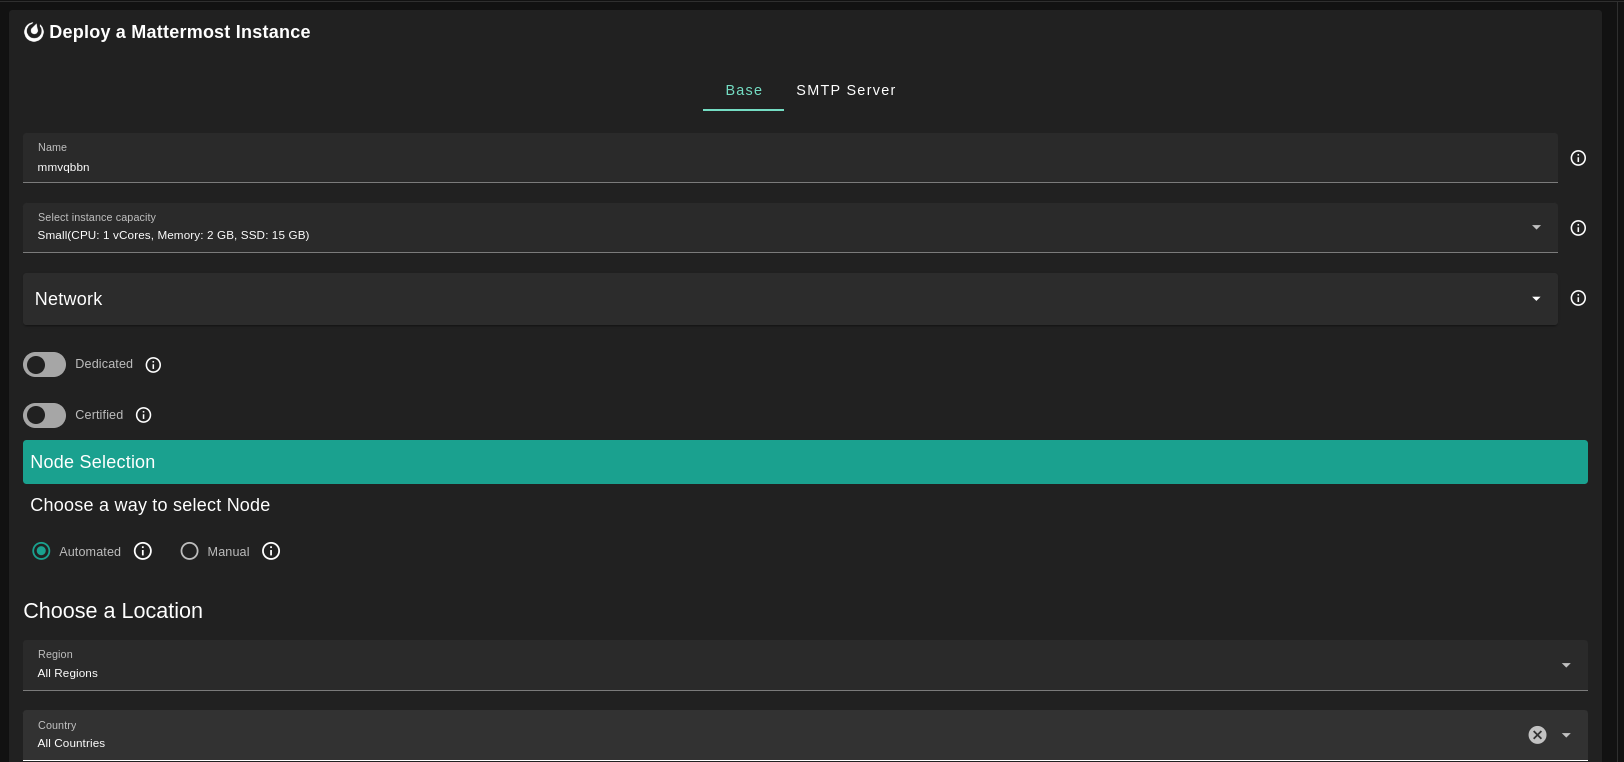 Deploy a Mattermost Instance
Base SMTP Server
Name
mmvqbbn
Select instance capacity
Small(CPU: 1 vCores, Memory: 2 GB, SSD: 15 GB)
Network
Dedicated
Certified
Node Selection
Choose a way to select Node
Automated Manual
Choose a Location
Region
All Regions
Country
All Countries